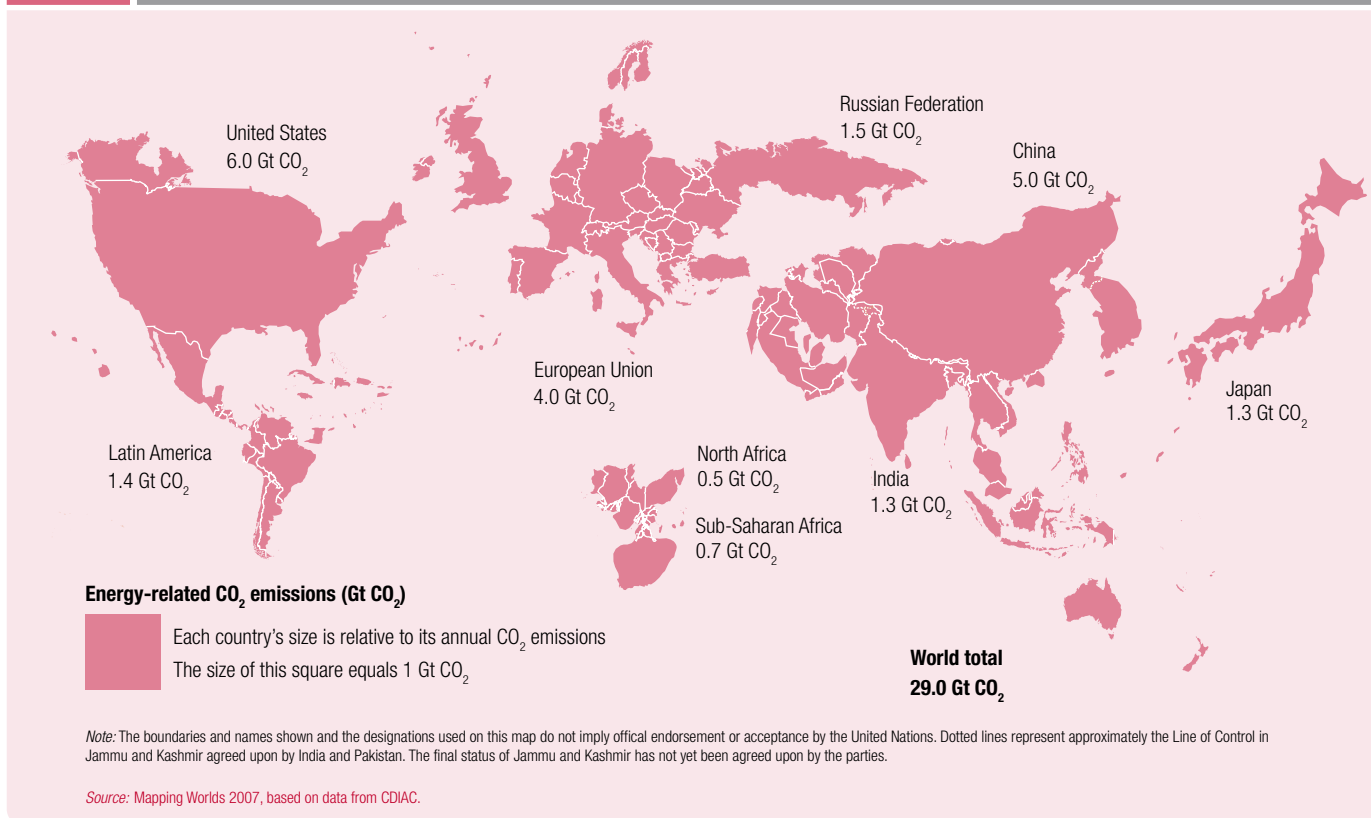 United States
6.0 Gt CO₂
Russian Federation
1.5 Gt CO₂
China
5.0 Gt CO₂
European Union
4.0 Gt CO₂
Japan
1.3 Gt CO₂
Latin America
1.4 Gt CO₂
North Africa
0.5 Gt CO₂
India
1.3 Gt CO₂
Sub-Saharan Africa
0.7 Gt CO₂
Energy-related CO₂ emissions (Gt CO₂)
Each country’s size is relative to its annual CO₂ emissions
The size of this square equals 1 Gt CO₂
World total
29.0 Gt CO₂
Note: The boundaries and names shown and the designations used on this map do not imply offical endorsement or acceptance by the United Nations. Dotted lines represent approximately the Line of Control in
Jammu and Kashmir agreed upon by India and Pakistan. The final status of Jammu and Kashmir has not yet been agreed upon by the parties.
Source: Mapping Worlds 2007, based on data from CDIAC.